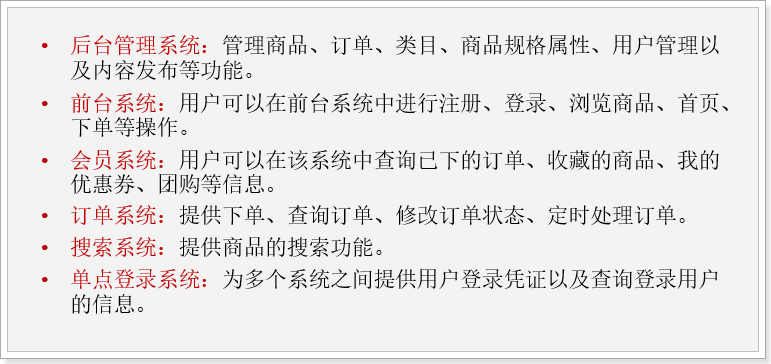 • 后台管理系统：管理商品、订单、类目、商品规格属性、用户管理以
及内容发布等功能。
• 前台系统：用户可以在前台系统中进行注册、登录、浏览商品、首页、
下单等操作。
• 会员系统：用户可以在该系统中查询已下的订单、收藏的商品、我的
优惠券、团购等信息。
• 订单系统：提供下单、查询订单、修改订单状态、定时处理订单。
• 搜索系统：提供商品的搜索功能。
• 单点登录系统：为多个系统之间提供用户登录凭证以及查询登录用户
的信息。